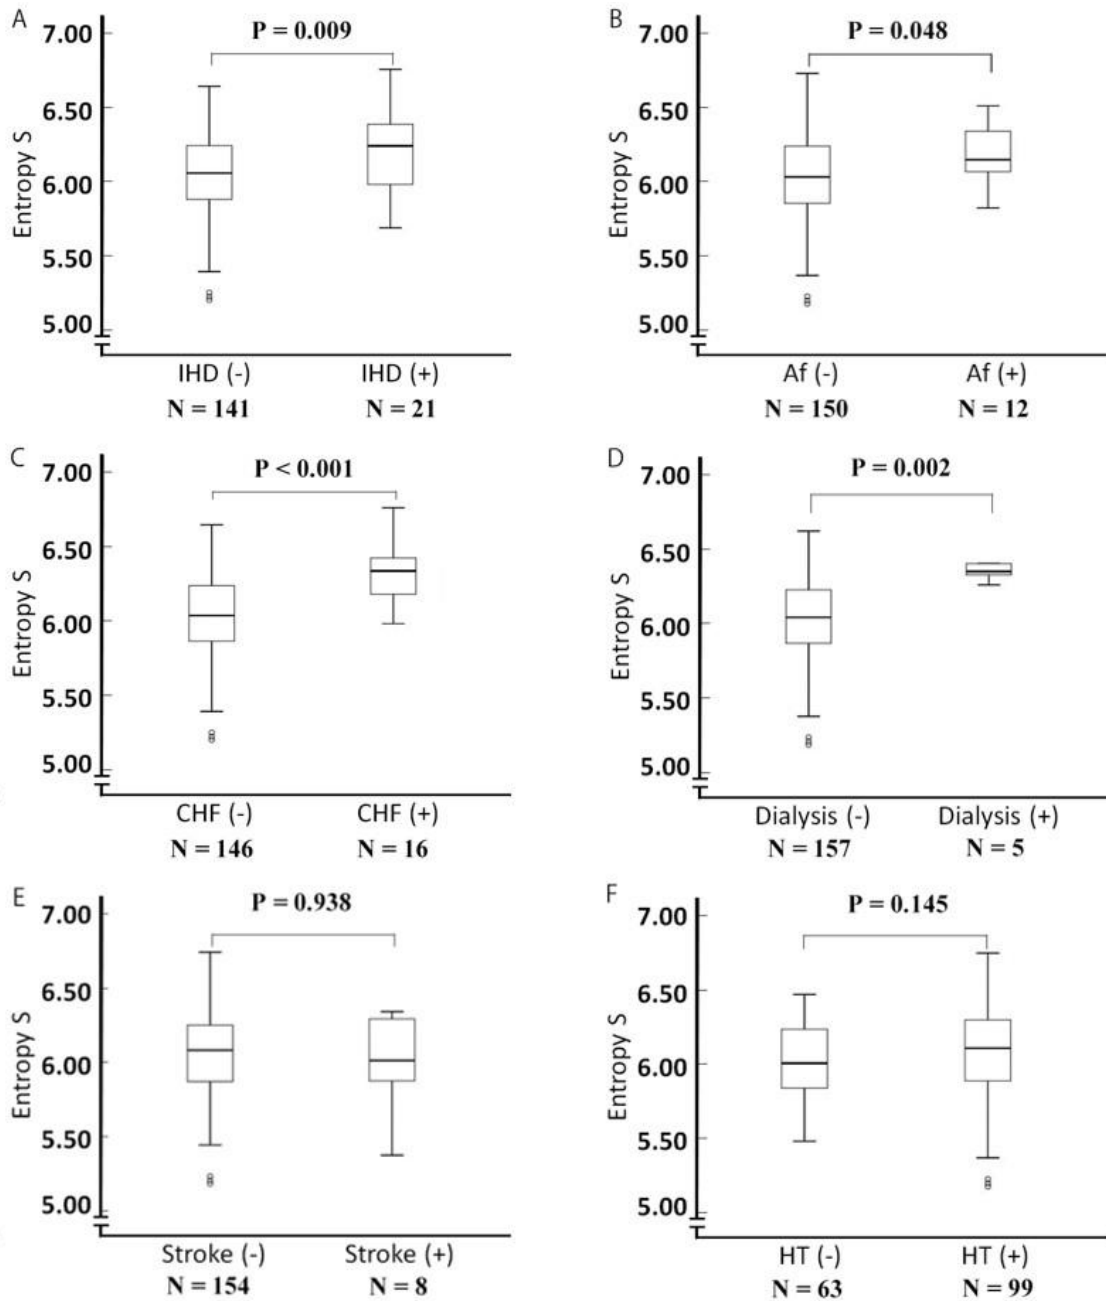 A
P = 0.009
7.00
6.50
6.00
5.50
5.00
Entropy S
IHD (-) IHD (+)
N = 141 N = 21
B
P = 0.048
7.00
6.50
6.00
5.50
5.00
Entropy S
Af (-) Af (+)
N = 150 N = 12
C
P < 0.001
7.00
6.50
6.00
5.50
5.00
Entropy S
CHF (-) CHF (+)
N = 146 N = 16
D
P = 0.002
7.00
6.50
6.00
5.50
5.00
Entropy S
Dialysis (-) Dialysis (+)
N = 157 N = 5
E
P = 0.938
7.00
6.50
6.00
5.50
5.00
Entropy S
Stroke (-) Stroke (+)
N = 154 N = 8
F
P = 0.145
7.00
6.50
6.00
5.50
5.00
Entropy S
HT (-) HT (+)
N = 63 N = 99